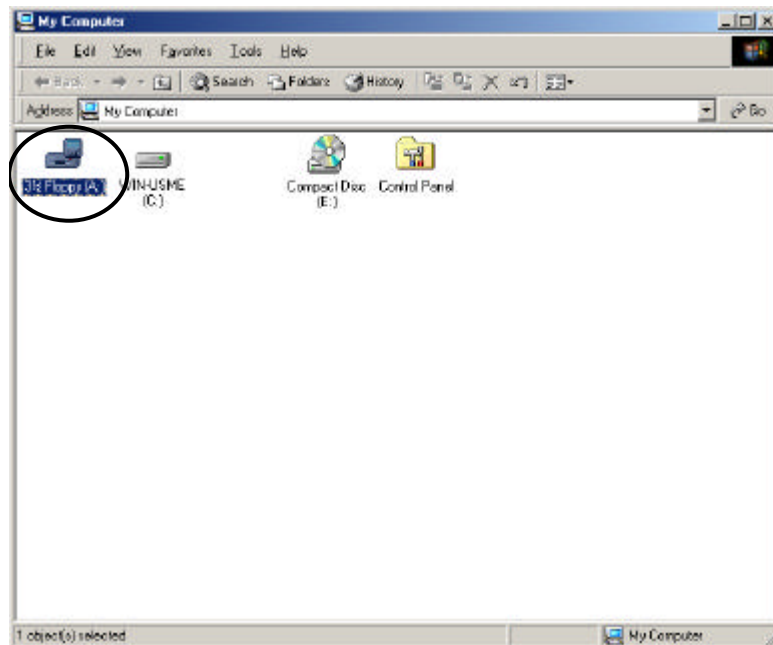 My Computer
File Edit View Favorites Tools Help
Back Search Folders History
Address My Computer Go
3½ Floppy (A:) WIN-USME (C:) Compact Disc (E:) Control Panel
1 object(s) selected My Computer